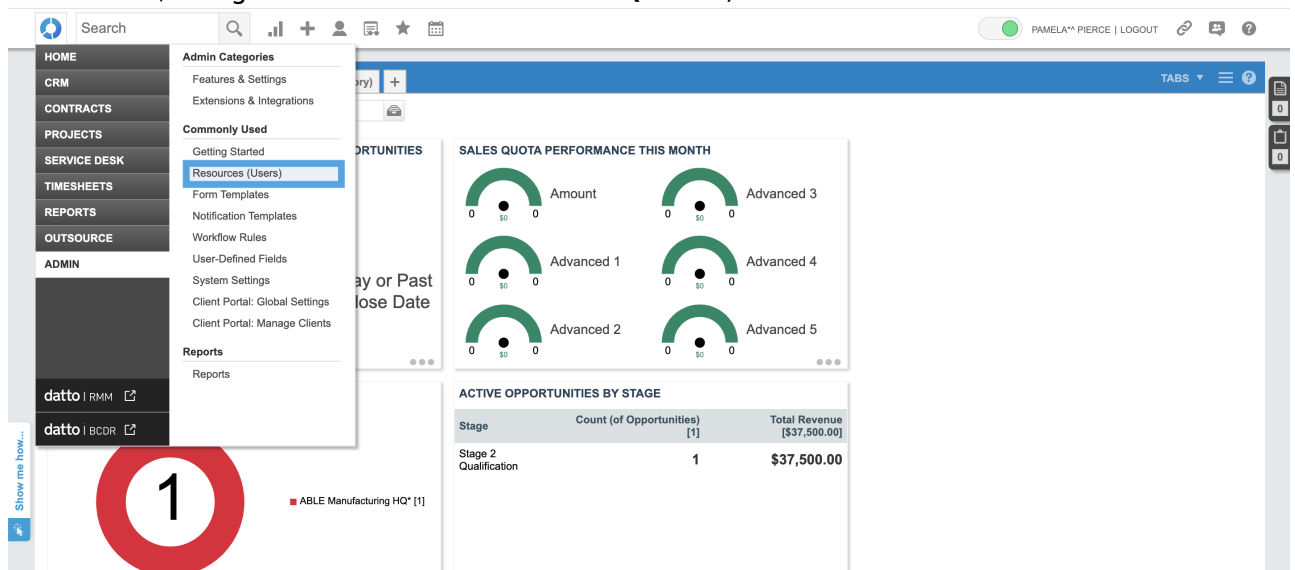 Search
PAMELA*^ PIERCE | LOGOUT
HOME
CRM
CONTRACTS
PROJECTS
SERVICE DESK
TIMESHEETS
REPORTS
OUTSOURCE
ADMIN
datto | RMM
datto | BCDR
Admin Categories
Features & Settings
Extensions & Integrations
Commonly Used
Getting Started
Resources (Users)
Form Templates
Notification Templates
Workflow Rules
User-Defined Fields
System Settings
Client Portal: Global Settings
Client Portal: Manage Clients
Reports
Reports
ory) +
TABS
0
0
ORTUNITIES
ay or Past
lose Date
SALES QUOTA PERFORMANCE THIS MONTH
Amount
0 $0 0
Advanced 3
0 $0 0
Advanced 1
0 $0 0
Advanced 4
0 $0 0
Advanced 2
0 $0 0
Advanced 5
0 $0 0
Show me how...
1
ABLE Manufacturing HQ* [1]
ACTIVE OPPORTUNITIES BY STAGE
Stage Count (of Opportunities) [1] Total Revenue [$37,500.00]
Stage 2 Qualification 1 $37,500.00